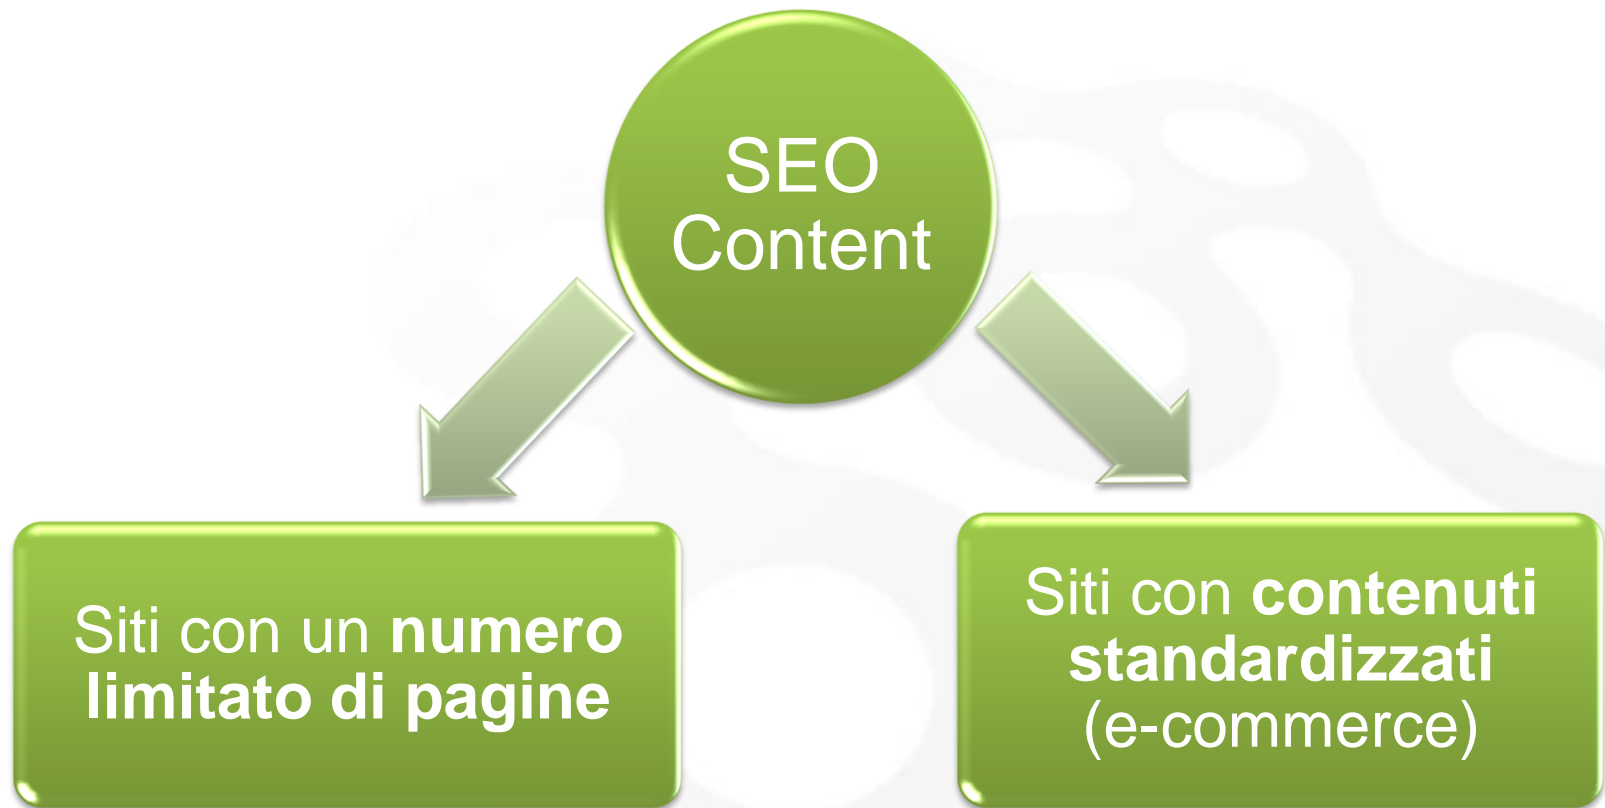 SEO
Content
Siti con un numero
limitato di pagine
Siti con contenuti
standardizzati
(e-commerce)